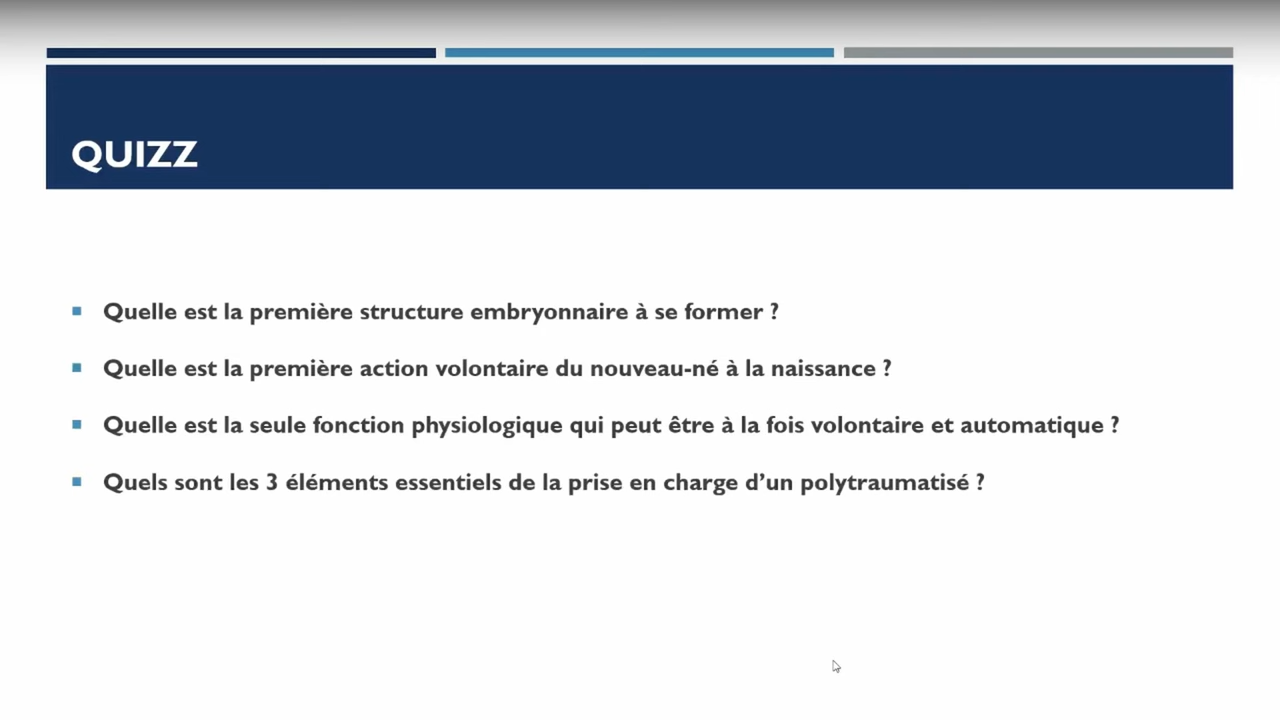 QUIZZ
Quelle est la première structure embryonnaire à se former ?
Quelle est la première action volontaire du nouveau-né à la naissance ?
Quelle est la seule fonction physiologique qui peut être à la fois volontaire et automatique ?
Quels sont les 3 éléments essentiels de la prise en charge d’un polytraumatisé ?